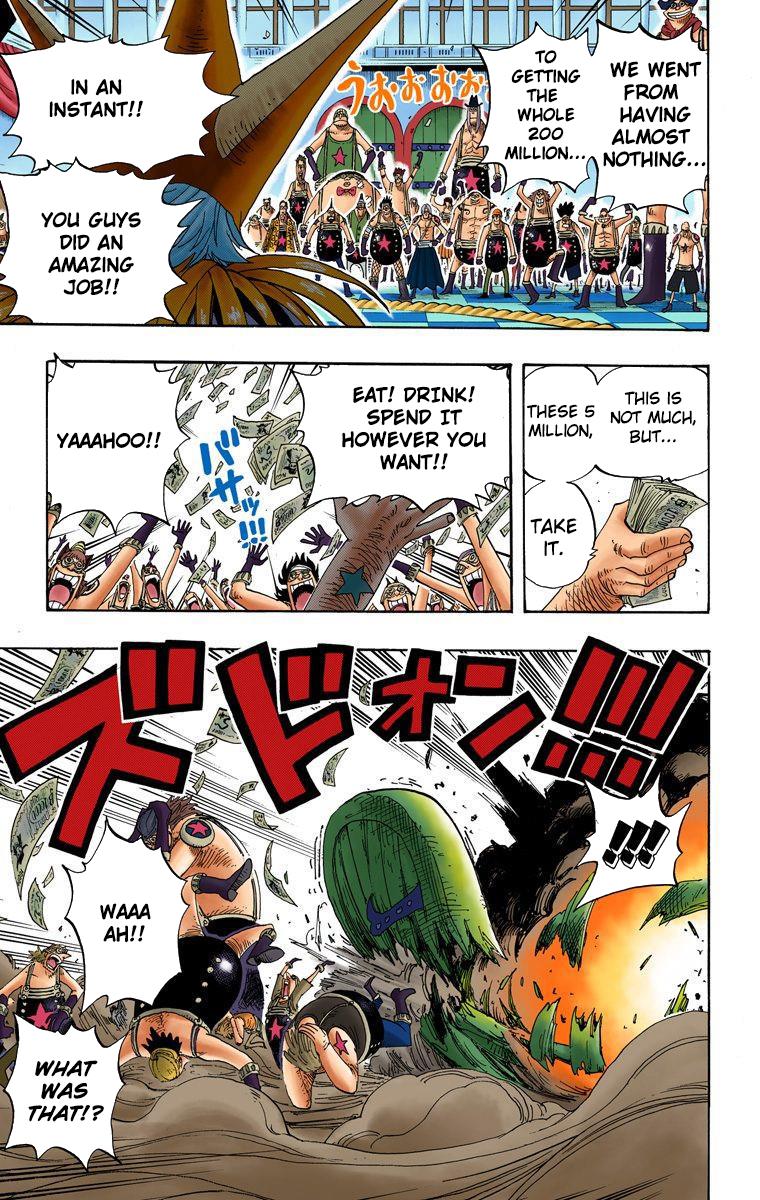 WE WENT
FROM
HAVING
ALMOST
NOTHING...
TO
GETTING
THE
WHOLE
200
MILLION...
うおおおおお
IN AN
INSTANT!!
YOU GUYS
DID AN
AMAZING
JOB!!
THIS IS
NOT MUCH,
BUT...
THESE 5
MILLION,
TAKE
IT.
EAT! DRINK!
SPEND IT
HOWEVER YOU
WANT!!
バサッ!!!
YAAAHOO!!
ズドォン!!!
!!!
WAAA
AH!!
WHAT
WAS
THAT!?